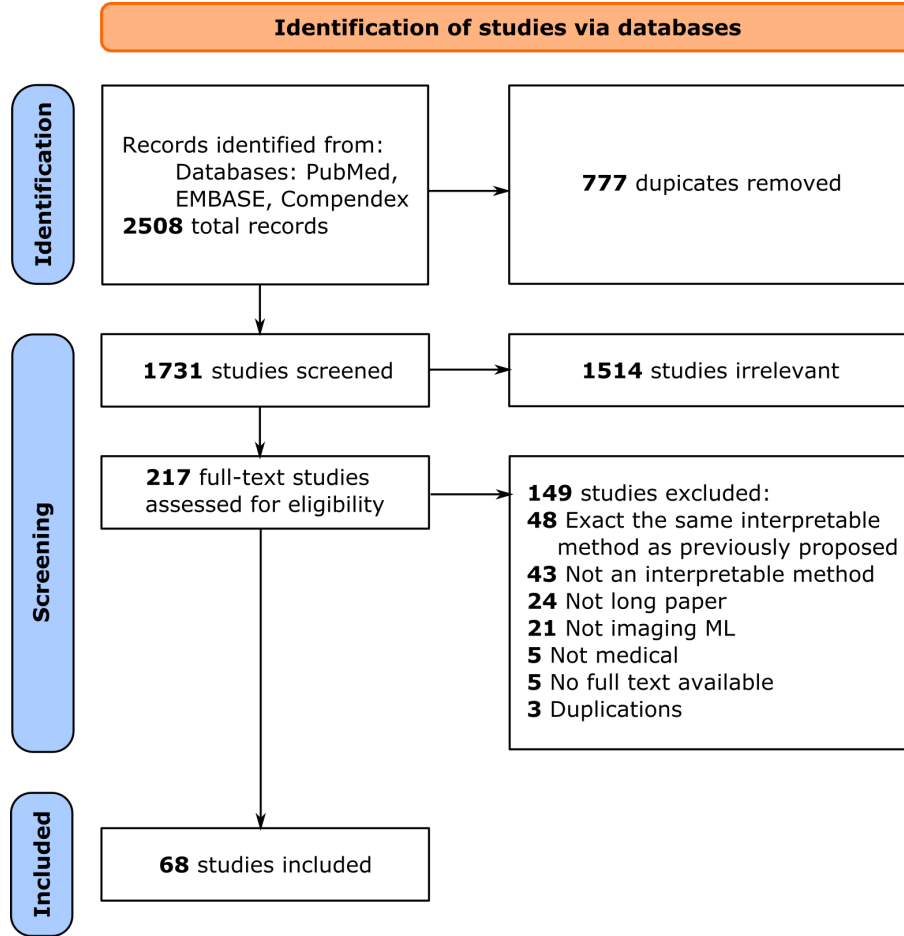 Identification of studies via databases
Identification
Records identified from:
Databases: PubMed,
EMBASE, Compendex
2508 total records
777 dupicates removed
Screening
1731 studies screened
1514 studies irrelevant
217 full-text studies
assessed for eligibility
149 studies excluded:
48 Exact the same interpretable
method as previously proposed
43 Not an interpretable method
24 Not long paper
21 Not imaging ML
5 Not medical
5 No full text available
3 Duplications
Included
68 studies included